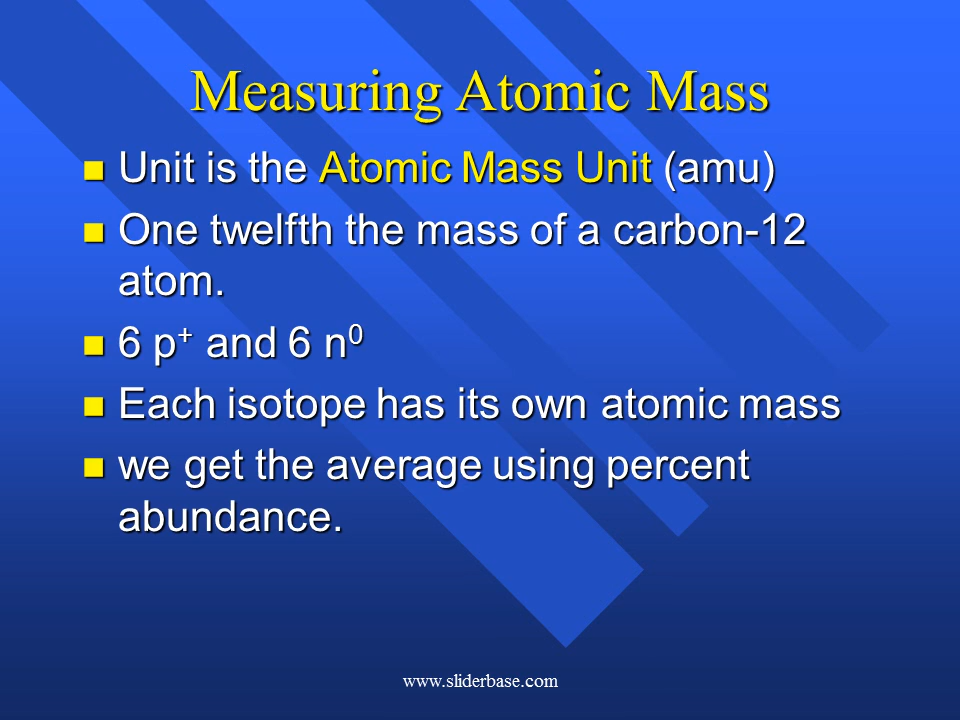 Measuring Atomic Mass
Unit is the Atomic Mass Unit (amu)
One twelfth the mass of a carbon-12
atom.
6 p⁺ and 6 n⁰
Each isotope has its own atomic mass
we get the average using percent
abundance.
www.sliderbase.com